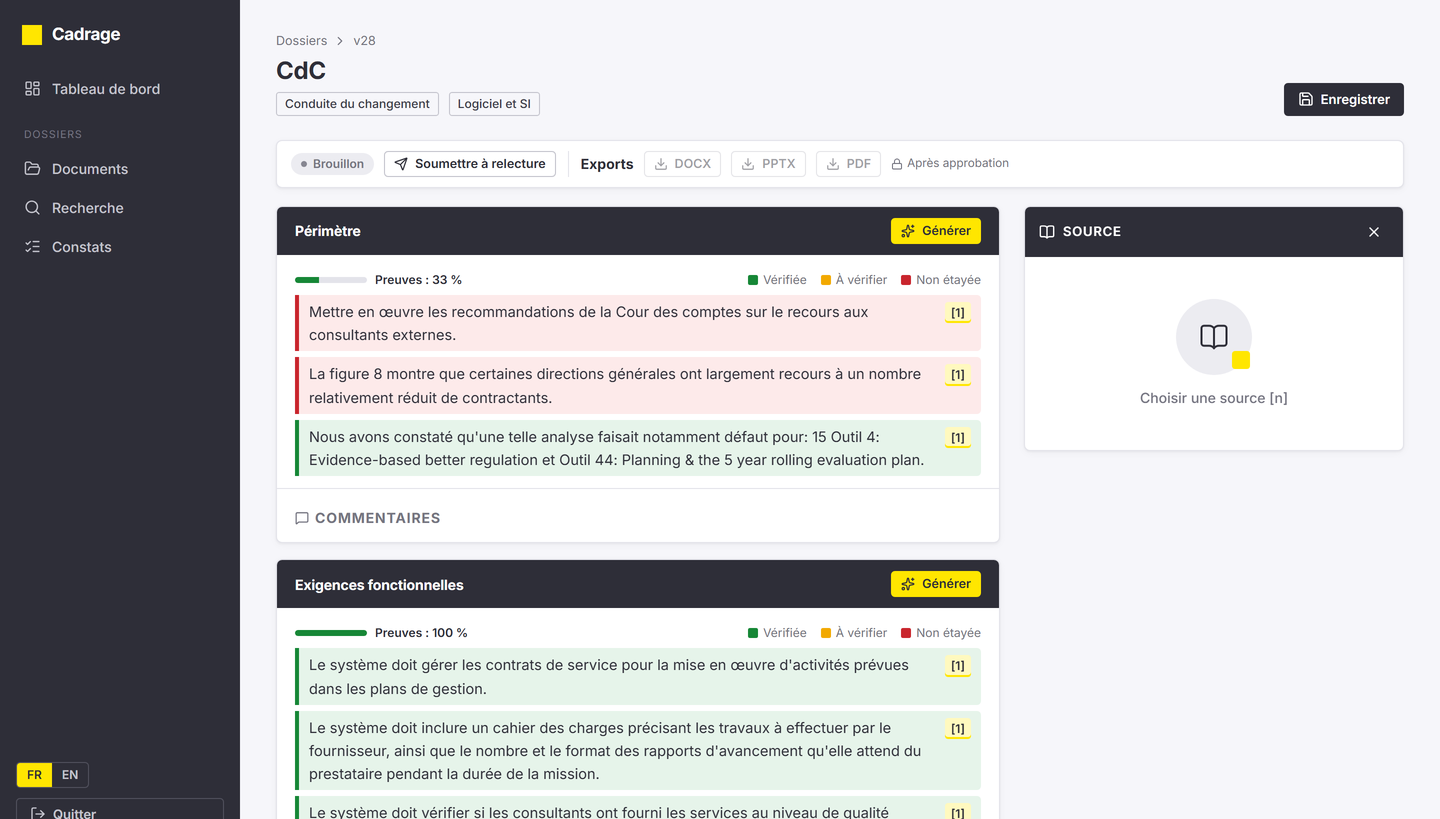 Cadrage
Tableau de bord
DOSSIERS
Documents
Recherche
Constats
FR EN
Quitter
Dossiers > v28
CdC
Conduite du changement Logiciel et SI
Enregistrer
Brouillon Soumettre à relecture Exports DOCX PPTX PDF Après approbation
Périmètre Générer
Preuves : 33 % Vérifiée À vérifier Non étayée
Mettre en œuvre les recommandations de la Cour des comptes sur le recours aux [1]
consultants externes.
La figure 8 montre que certaines directions générales ont largement recours à un nombre [1]
relativement réduit de contractants.
Nous avons constaté qu'une telle analyse faisait notamment défaut pour: 15 Outil 4: [1]
Evidence-based better regulation et Outil 44: Planning & the 5 year rolling evaluation plan.
COMMENTAIRES
Exigences fonctionnelles Générer
Preuves : 100 % Vérifiée À vérifier Non étayée
Le système doit gérer les contrats de service pour la mise en œuvre d'activités prévues [1]
dans les plans de gestion.
Le système doit inclure un cahier des charges précisant les travaux à effectuer par le [1]
fournisseur, ainsi que le nombre et le format des rapports d'avancement qu'elle attend du
prestataire pendant la durée de la mission.
Le système doit vérifier si les consultants ont fourni les services au niveau de qualité [1]
SOURCE
Choisir une source [n]